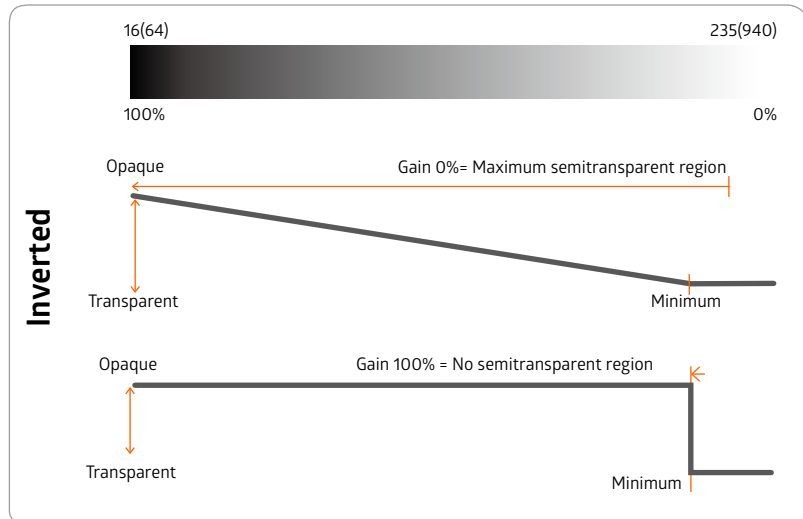 16(64) 235(940)
100% 0%
Inverted
Opaque Gain 0%= Maximum semitransparent region
Transparent Minimum
Opaque Gain 100% = No semitransparent region
Transparent Minimum